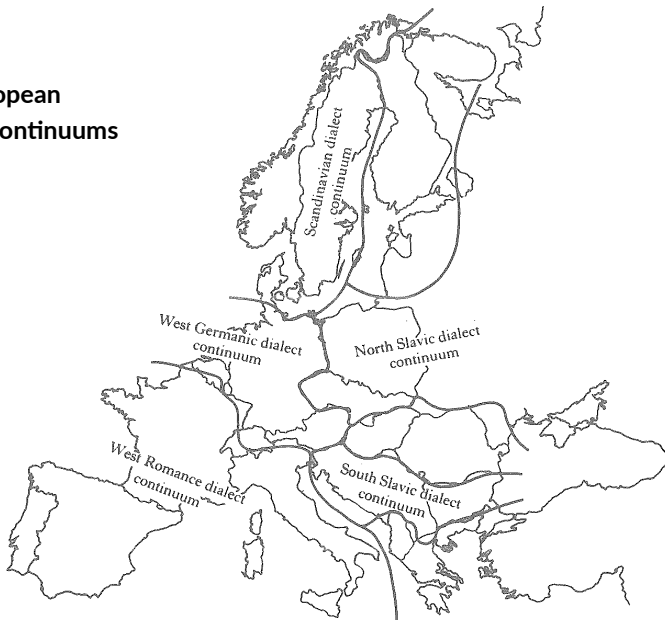 opean
ontinuums
Scandinavian dialect
continuum
West Germanic dialect
continuum
North Slavic dialect
continuum
West Romance dialect
continuum
South Slavic dialect
continuum